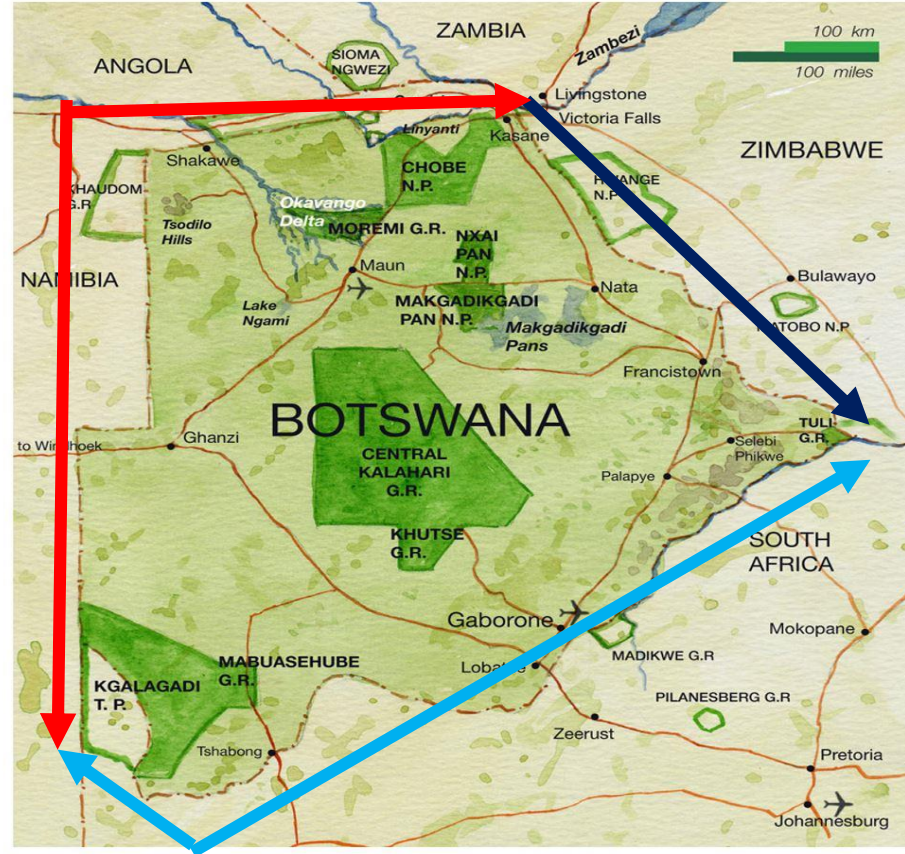 ZAMBIA
100 km
100 miles
SIOMA
NGWEZI
ANGOLA
Zambezi
Livingstone
Victoria Falls
Linyanti
Kasane
ZIMBABWE
Shakawe
CHOBE
N.P.
N.P
KHAUDOM
G.R
Okavango
Delta
Tsodilo
Hills
MOREMI G.R.
NXAI
PAN
N.P.
NAMIBIA
Maun
Bulawayo
Nata
Lake
Ngami
MAKGADIKGADI
PAN N.P.
Makgadikgadi
Pans
N.P
Francistown
BOTSWANA
TULI
G.R.
to Windhoek
Ghanzi
Selebi
Phikwe
CENTRAL
KALAHARI
G.R.
Palapye
KHUTSE
G.R.
SOUTH
AFRICA
Gaborone
Mokopane
MADIKWE G.R
MABUASEHUBE
G.R.
KGALAGADI
T. P.
PILANESBERG G.R
Zeerust
Tshabong
Pretoria
Johannesburg